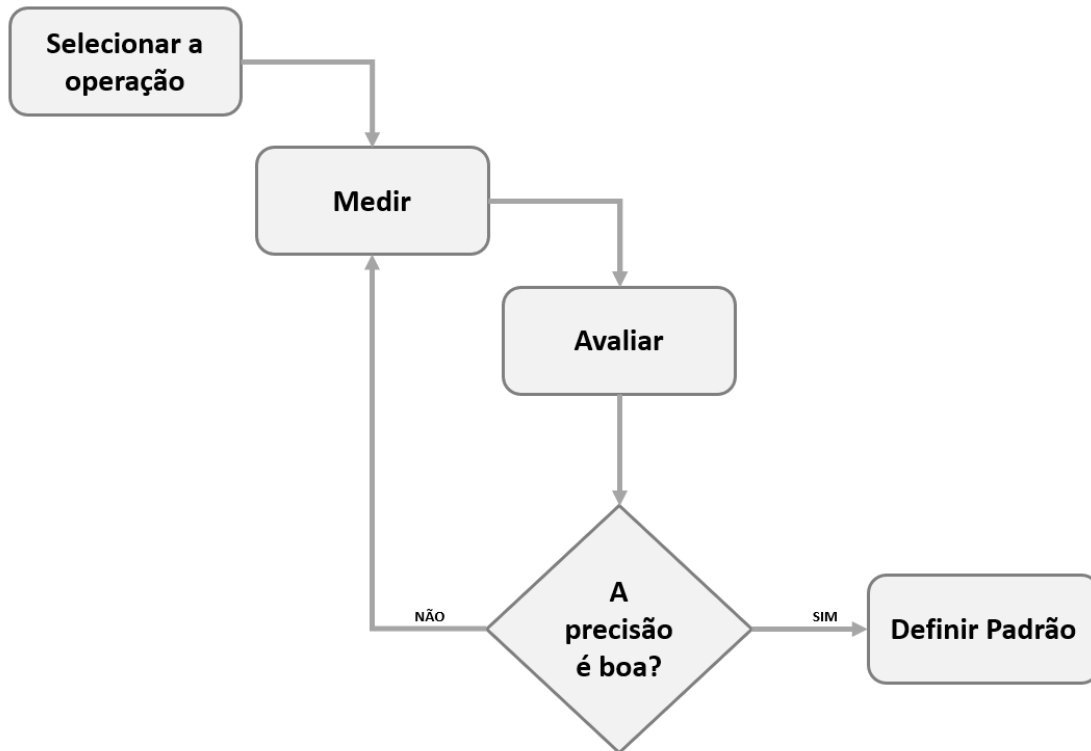 Selecionar a
operação
Medir
Avaliar
A
precisão
é boa?
NÃO
SIM
Definir Padrão